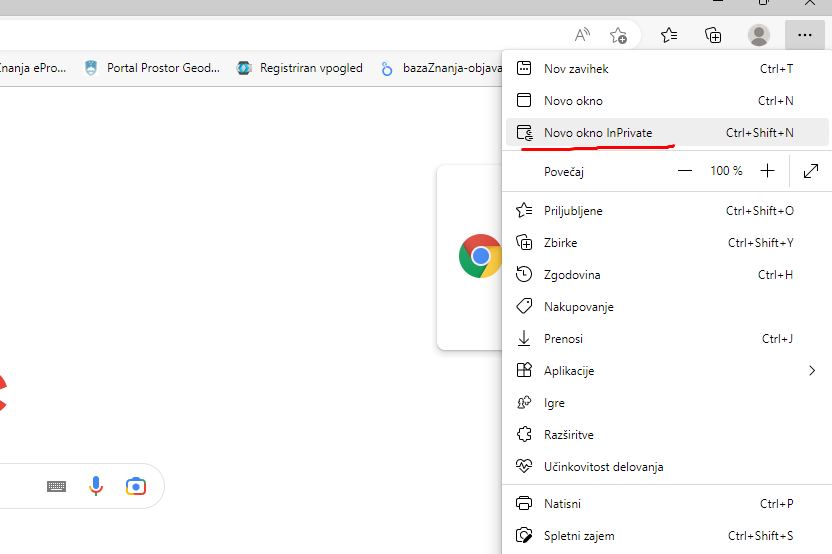 Znanja ePro... Portal Prostor Geod... Registriran vpogled bazaZnanja-objava
Nov zavihek Ctrl+T
Novo okno Ctrl+N
Novo okno InPrivate Ctrl+Shift+N
Povečaj 100 %
Priljubljene Ctrl+Shift+O
Zbirke Ctrl+Shift+Y
Zgodovina Ctrl+H
Nakupovanje
Prenosi Ctrl+J
Aplikacije
Igre
Razširitve
Učinkovitost delovanja
Natisni Ctrl+P
Spletni zajem Ctrl+Shift+S